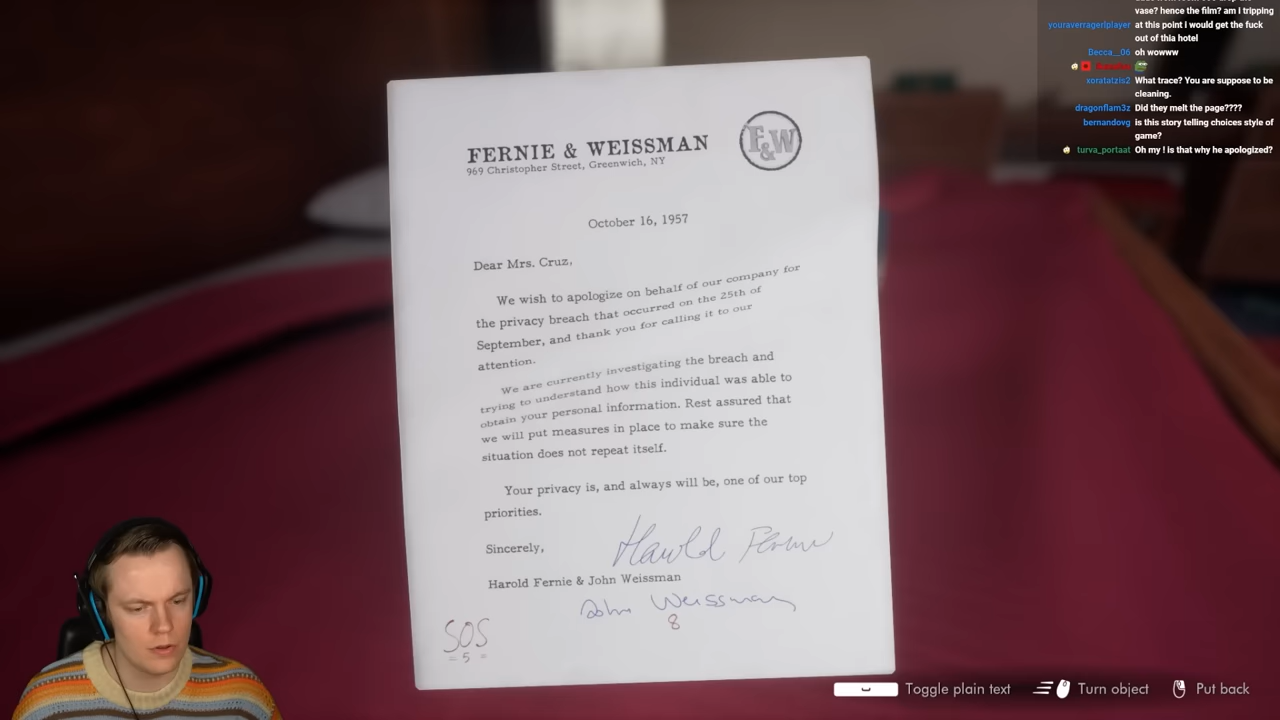 vase? hence the film? am i tripping
youraverragerlplayer at this point I would get the fuck
out of thia hotel
Becca__06 oh wowww
xoratatzis2 What trace? You are suppose to be
cleaning.
dragonflam3z Did they melt the page????
bernandovg is this story telling choices style of
game?
turva_portaat Oh my ! is that why he apologized?
FERNIE & WEISSMAN
969 Christopher Street, Greenwich, NY
F&W
October 16, 1957
Dear Mrs. Cruz,
We wish to apologize on behalf of our company for
the privacy breach that occurred on the 25th of
September, and thank you for calling it to our
attention.
We are currently investigating the breach and
trying to understand how this individual was able to
obtain your personal information. Rest assured that
we will put measures in place to make sure the
situation does not repeat itself.
Your privacy is, and always will be, one of our top
priorities.
Sincerely,
Harold Fernie
Harold Fernie & John Weissman
John Weissman
8
SOS
= 5 =
Toggle plain text
Turn object
Put back